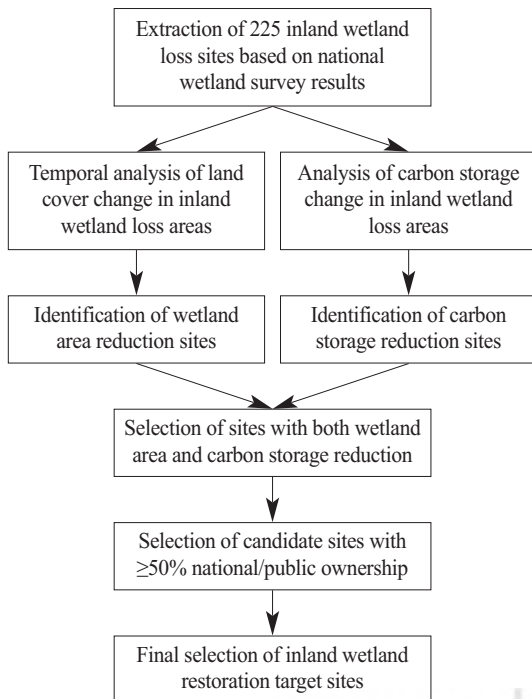 Extraction of 225 inland wetland
loss sites based on national
wetland survey results
Temporal analysis of land
cover change in inland
wetland loss areas
Analysis of carbon storage
change in inland wetland
loss areas
Identification of wetland
area reduction sites
Identification of carbon
storage reduction sites
Selection of sites with both wetland
area and carbon storage reduction
Selection of candidate sites with
≥50% national/public ownership
Final selection of inland wetland
restoration target sites